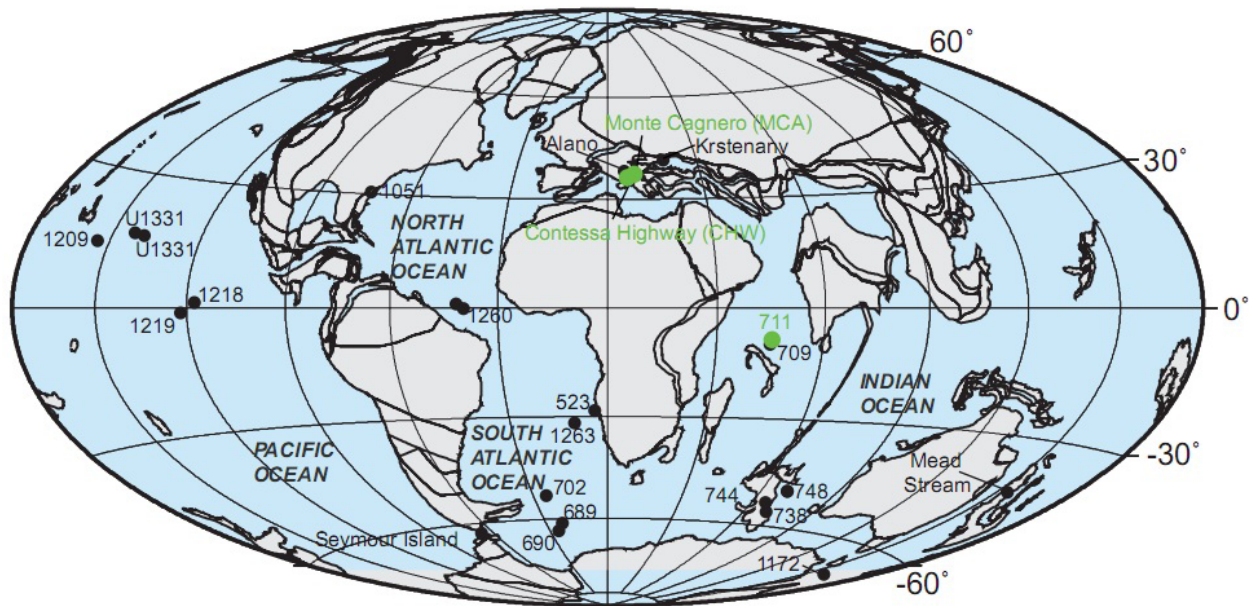 60°
Monte Cagnero (MCA)
Alano
Krstenany
30°
1051
U1331
1209
U1331
NORTH
ATLANTIC
OCEAN
Contessa Highway (CHW)
1218
1219
1260
0°
711
709
INDIAN
OCEAN
523
1263
SOUTH
ATLANTIC
OCEAN
PACIFIC
OCEAN
-30°
Mead
Stream
702
744
748
738
689
690
Seymour Island
1172
-60°